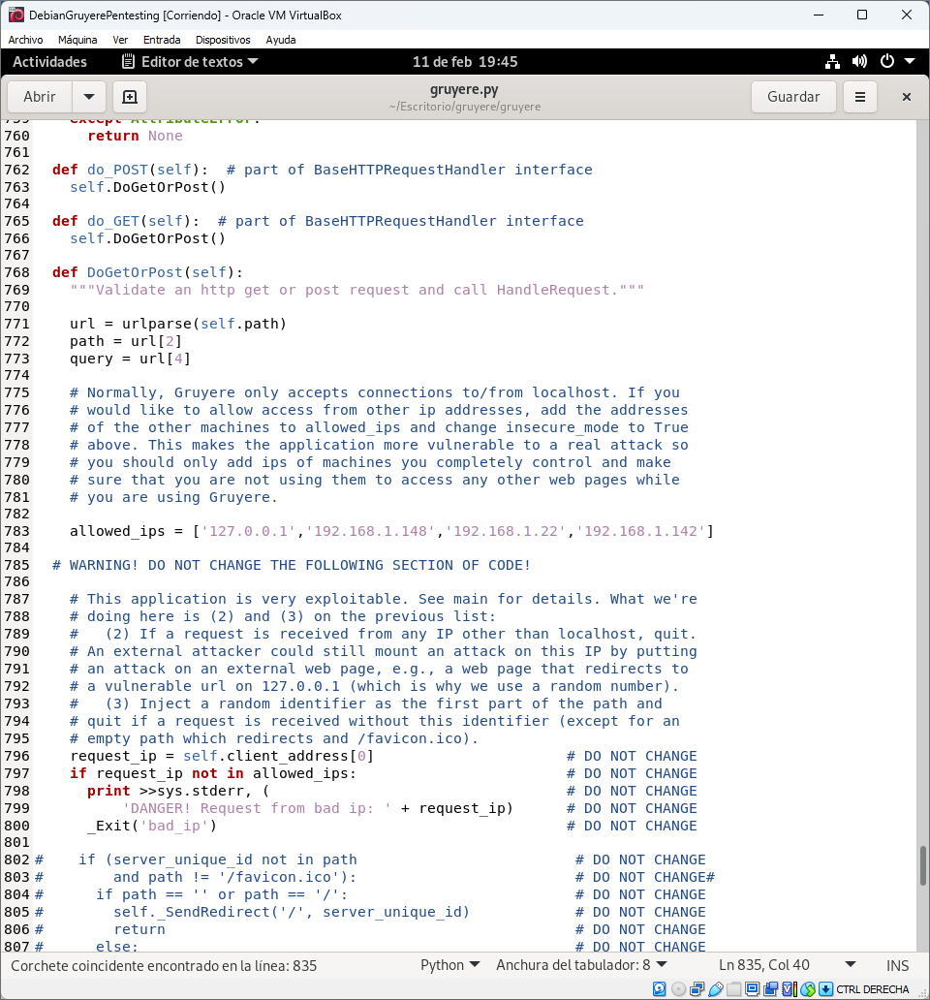 DebianGruyerePentesting [Corriendo] - Oracle VM VirtualBox
Archivo Máquina Ver Entrada Dispositivos Ayuda
Actividades Editor de textos 11 de feb 19:45
Abrir gruyere.py Guardar
~/Escritorio/gruyere/gruyere
759 except AttributeError:
760 return None
761
762 def do_POST(self): # part of BaseHTTPRequestHandler interface
763 self.DoGetOrPost()
764
765 def do_GET(self): # part of BaseHTTPRequestHandler interface
766 self.DoGetOrPost()
767
768 def DoGetOrPost(self):
769 """Validate an http get or post request and call HandleRequest."""
770
771 url = urlparse(self.path)
772 path = url[2]
773 query = url[4]
774
775 # Normally, Gruyere only accepts connections to/from localhost. If you
776 # would like to allow access from other ip addresses, add the addresses
777 # of the other machines to allowed_ips and change insecure_mode to True
778 # above. This makes the application more vulnerable to a real attack so
779 # you should only add ips of machines you completely control and make
780 # sure that you are not using them to access any other web pages while
781 # you are using Gruyere.
782
783 allowed_ips = ['127.0.0.1','192.168.1.148','192.168.1.22','192.168.1.142']
784
785 # WARNING! DO NOT CHANGE THE FOLLOWING SECTION OF CODE!
786
787 # This application is very exploitable. See main for details. What we're
788 # doing here is (2) and (3) on the previous list:
789 # (2) If a request is received from any IP other than localhost, quit.
790 # An external attacker could still mount an attack on this IP by putting
791 # an attack on an external web page, e.g., a web page that redirects to
792 # a vulnerable url on 127.0.0.1 (which is why we use a random number).
793 # (3) Inject a random identifier as the first part of the path and
794 # quit if a request is received without this identifier (except for an
795 # empty path which redirects and /favicon.ico).
796 request_ip = self.client_address[0] # DO NOT CHANGE
797 if request_ip not in allowed_ips: # DO NOT CHANGE
798 print >>sys.stderr, ( # DO NOT CHANGE
799 'DANGER! Request from bad ip: ' + request_ip) # DO NOT CHANGE
800 _Exit('bad_ip') # DO NOT CHANGE
801
802 # if (server_unique_id not in path # DO NOT CHANGE
803 # and path != '/favicon.ico'): # DO NOT CHANGE#
804 # if path == '' or path == '/': # DO NOT CHANGE
805 # self._SendRedirect('/', server_unique_id) # DO NOT CHANGE
806 # return # DO NOT CHANGE
807 # else: # DO NOT CHANGE
Corchete coincidente encontrado en la línea: 835 Python Anchura del tabulador: 8 Ln 835, Col 40 INS
CTRL DERECHA